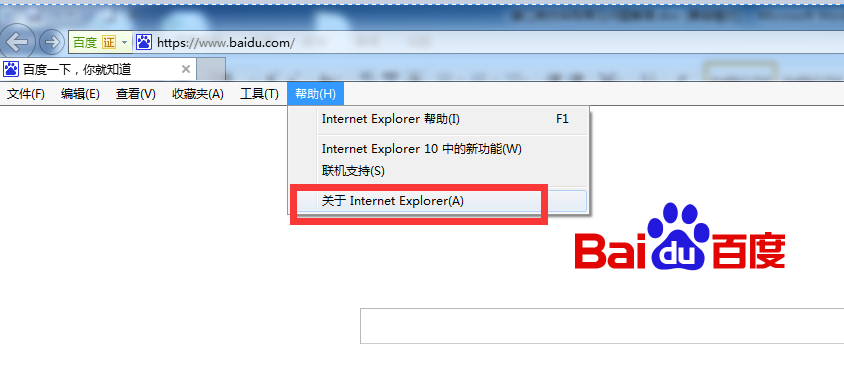 百度 证 https://www.baidu.com/
百度一下，你就知道
文件(F) 编辑(E) 查看(V) 收藏夹(A) 工具(T) 帮助(H)
Internet Explorer 帮助(I) F1
Internet Explorer 10 中的新功能(W)
联机支持(S)
关于 Internet Explorer(A)
Bai du 百度